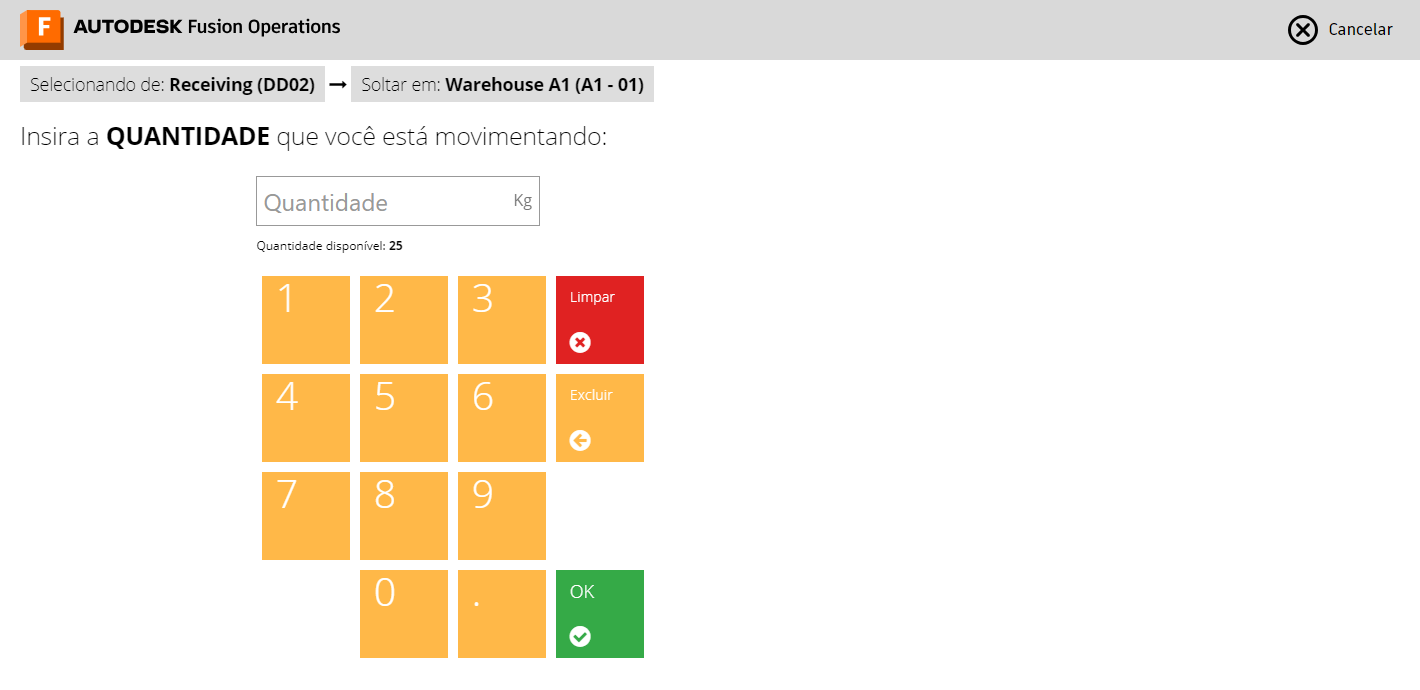 F AUTODESK Fusion Operations
Cancelar
Selecionando de: Receiving (DD02) → Soltar em: Warehouse A1 (A1 - 01)
Insira a QUANTIDADE que você está movimentando:
Quantidade Kg
Quantidade disponível: 25
1 2 3 Limpar
4 5 6 Excluir
7 8 9
0 . OK